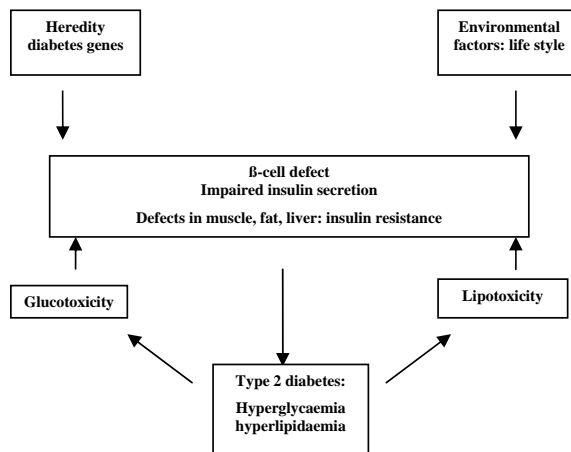 Heredity
diabetes genes
Environmental
factors: life style
ß-cell defect
Impaired insulin secretion
Defects in muscle, fat, liver: insulin resistance
Glucotoxicity
Lipotoxicity
Type 2 diabetes:
Hyperglycaemia
hyperlipidaemia